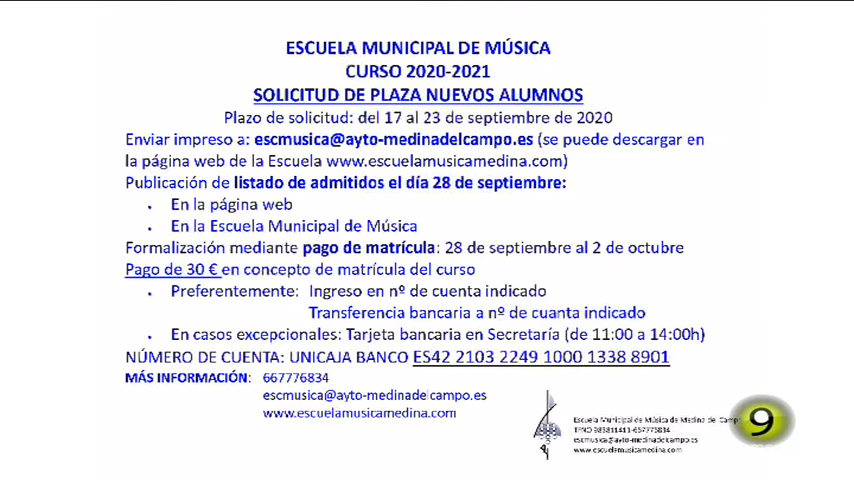 ESCUELA MUNICIPAL DE MÚSICA
CURSO 2020-2021
SOLICITUD DE PLAZA NUEVOS ALUMNOS
Plazo de solicitud: del 17 al 23 de septiembre de 2020
Enviar impreso a: escmusica@ayto-medinadelcampo.es (se puede descargar en
la página web de la Escuela www.escuelamusicamedina.com)
Publicación de listado de admitidos el día 28 de septiembre:
• En la página web
• En la Escuela Municipal de Música
Formalización mediante pago de matrícula: 28 de septiembre al 2 de octubre
Pago de 30 € en concepto de matrícula del curso
• Preferentemente: Ingreso en nº de cuenta indicado
Transferencia bancaria a nº de cuanta indicado
• En casos excepcionales: Tarjeta bancaria en Secretaría (de 11:00 a 14:00h)
NÚMERO DE CUENTA: UNICAJA BANCO ES42 2103 2249 1000 1338 8901
MÁS INFORMACIÓN: 667776834
escmusica@ayto-medinadelcampo.es
www.escuelamusicamedina.com
Escuela Municipal de Música de Medina del Camp
TFNO 983811411-667776834
escmusica@ayto-medinadelcampo.es
www.escuelamusicamedina.com
9